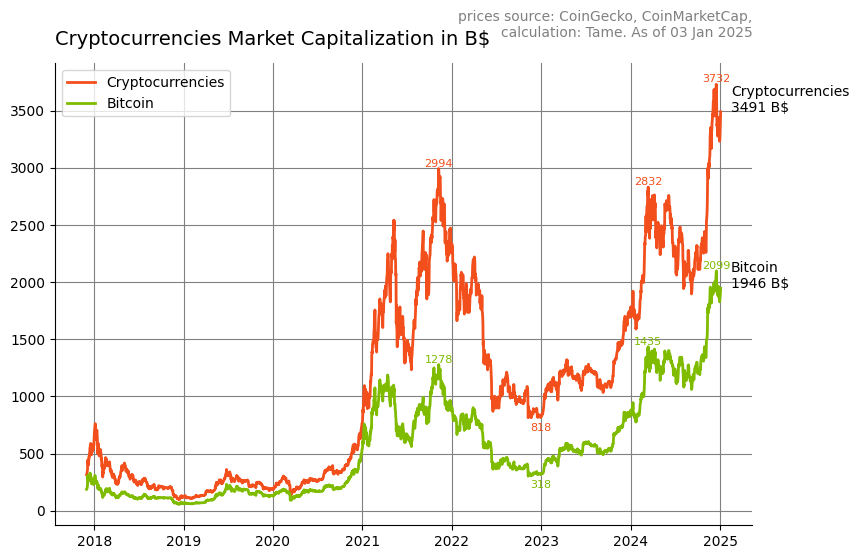 prices source: CoinGecko, CoinMarketCap,
calculation: Tame. As of 03 Jan 2025
Cryptocurrencies Market Capitalization in B$
Cryptocurrencies
Bitcoin
3732
Cryptocurrencies
3491 B$
2994
2832
2099
Bitcoin
1946 B$
1435
1278
818
318
3500
3000
2500
2000
1500
1000
500
0
2018 2019 2020 2021 2022 2023 2024 2025